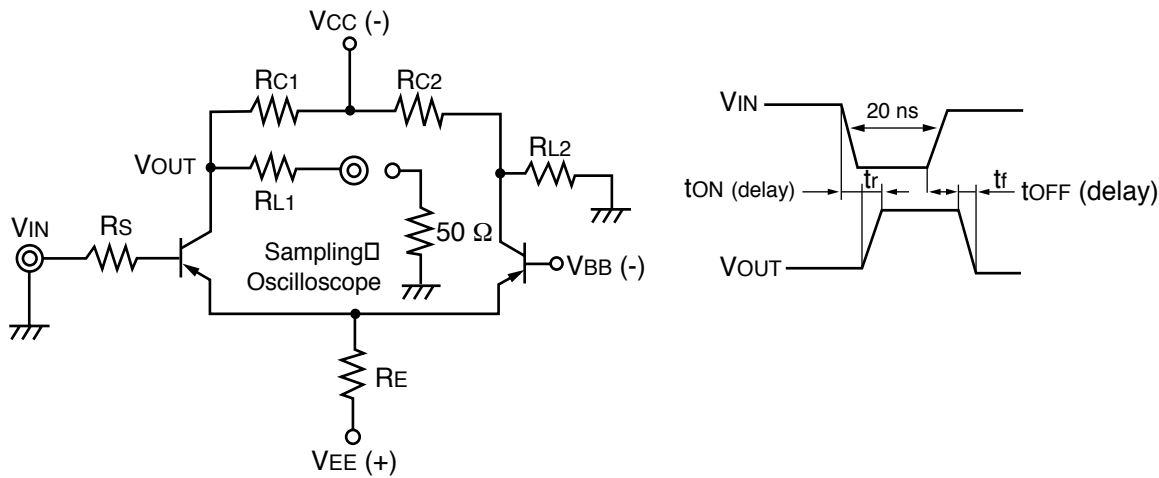 VCC (-)
RC1
RC2
VOUT
RL1
RL2
VIN
RS
50 Ω
Sampling□
Oscilloscope
VBB (-)
RE
VEE (+)
VIN
20 ns
tON (delay)
tr
tf
tOFF (delay)
VOUT